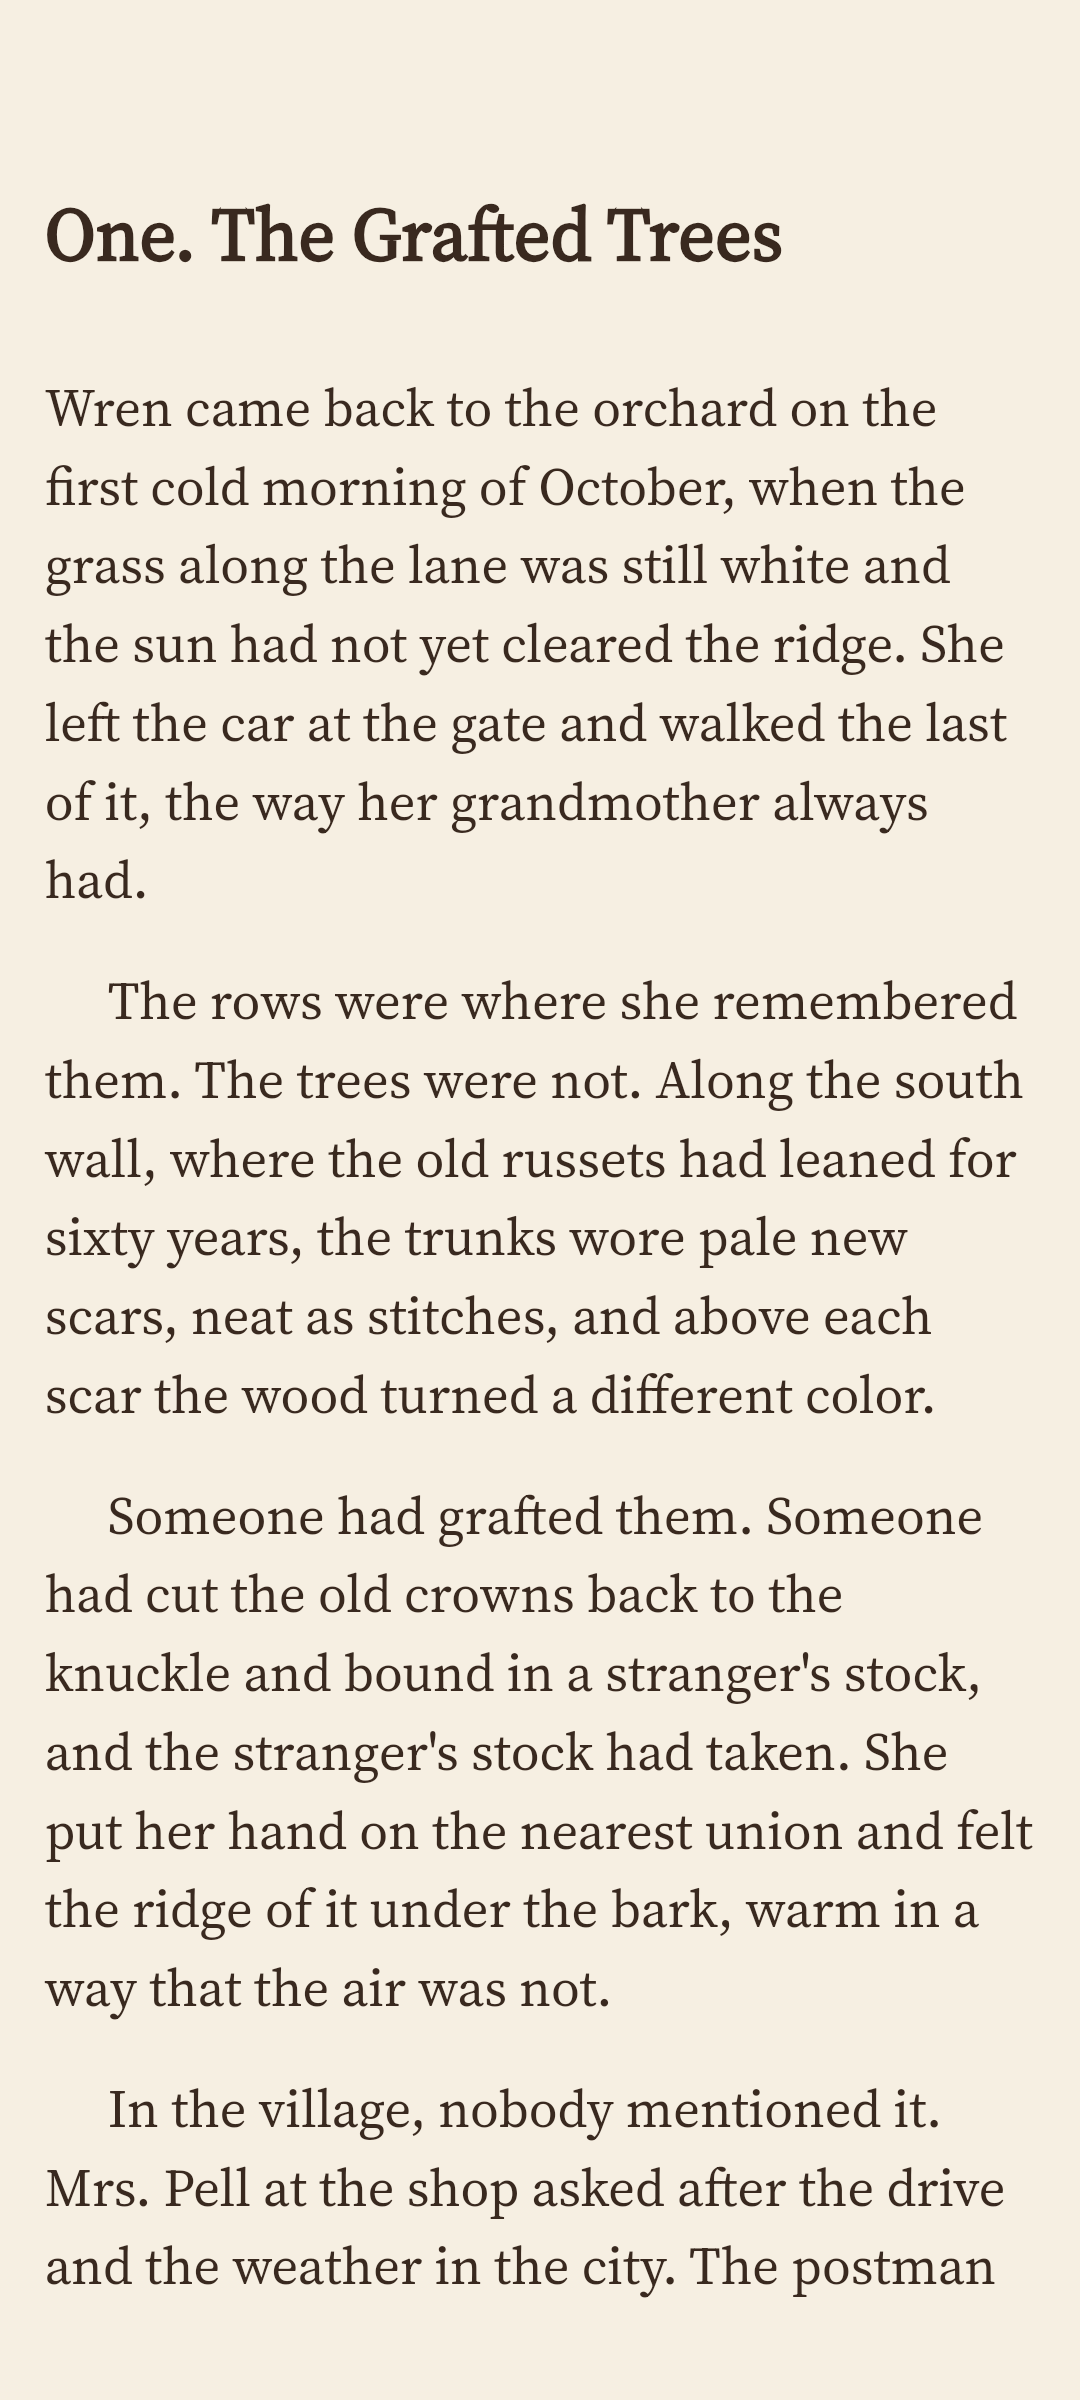 One. The Grafted Trees
Wren came back to the orchard on the
first cold morning of October, when the
grass along the lane was still white and
the sun had not yet cleared the ridge. She
left the car at the gate and walked the last
of it, the way her grandmother always
had.
The rows were where she remembered
them. The trees were not. Along the south
wall, where the old russets had leaned for
sixty years, the trunks wore pale new
scars, neat as stitches, and above each
scar the wood turned a different color.
Someone had grafted them. Someone
had cut the old crowns back to the
knuckle and bound in a stranger's stock,
and the stranger's stock had taken. She
put her hand on the nearest union and felt
the ridge of it under the bark, warm in a
way that the air was not.
In the village, nobody mentioned it.
Mrs. Pell at the shop asked after the drive
and the weather in the city. The postman